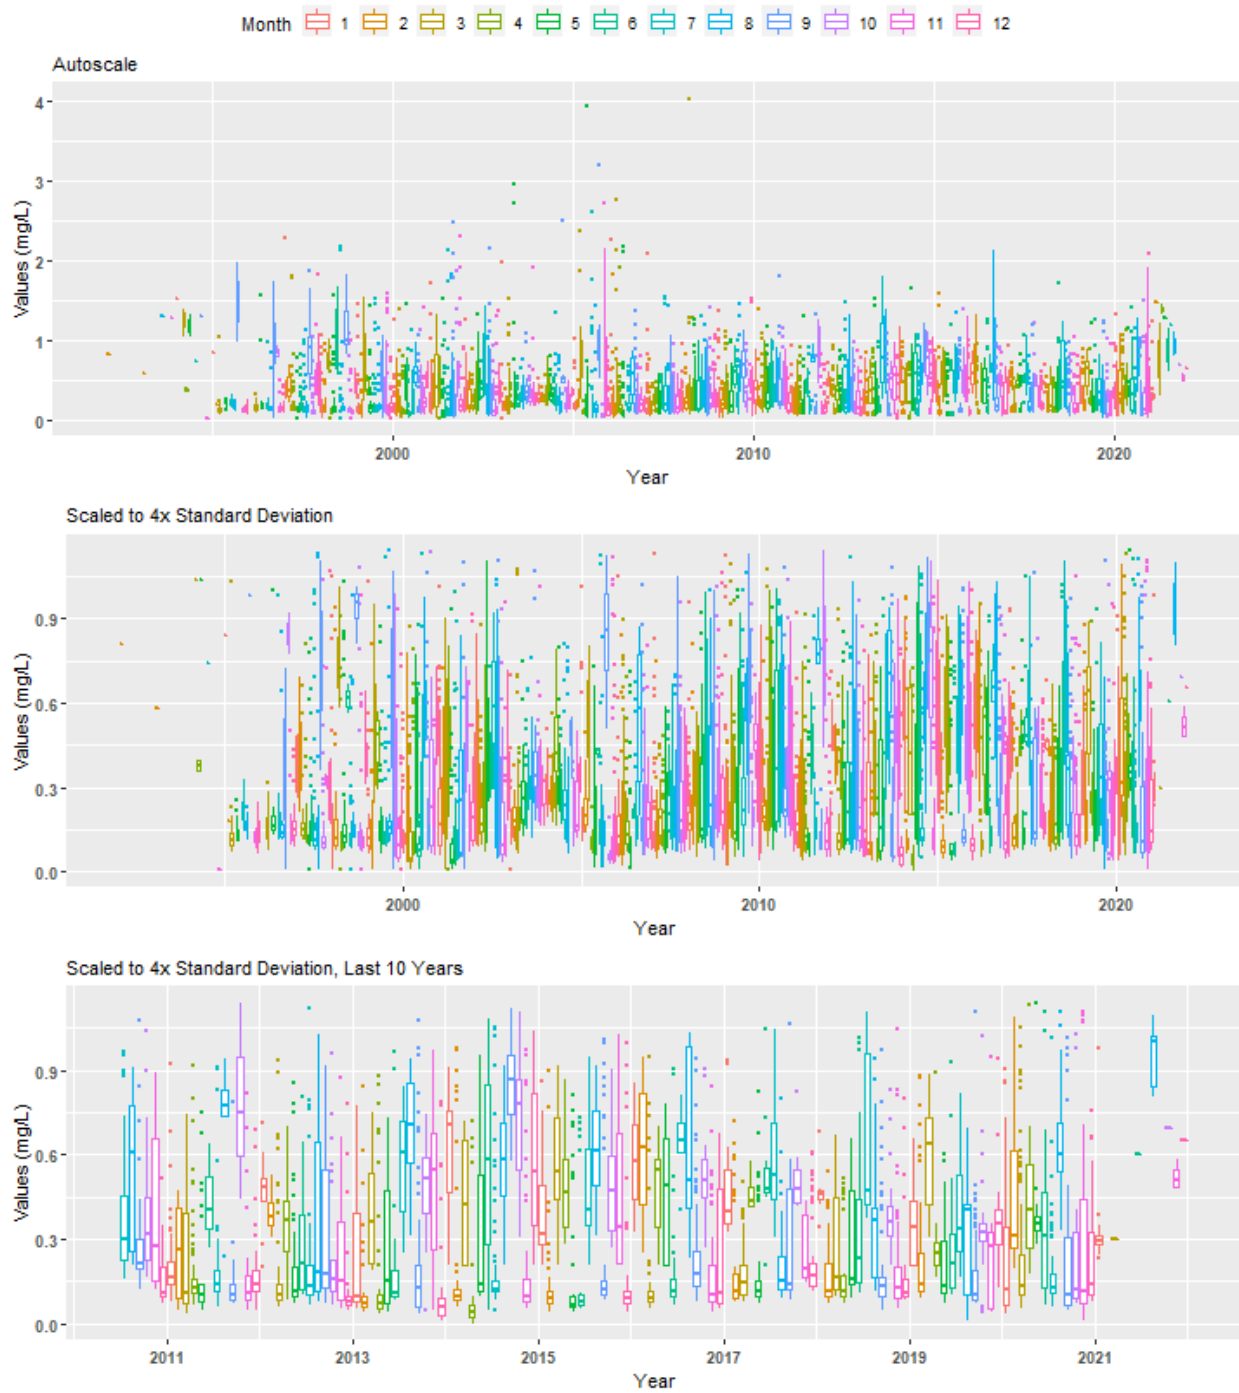 Month 1 2 3 4 5 6 7 8 9 10 11 12
Autoscale
4
3
2
1
0
Values (mg/L)
2000 2010 2020
Year
Scaled to 4x Standard Deviation
0.9
0.6
0.3
0.0
Values (mg/L)
2000 2010 2020
Year
Scaled to 4x Standard Deviation, Last 10 Years
0.9
0.6
0.3
0.0
Values (mg/L)
2011 2013 2015 2017 2019 2021
Year